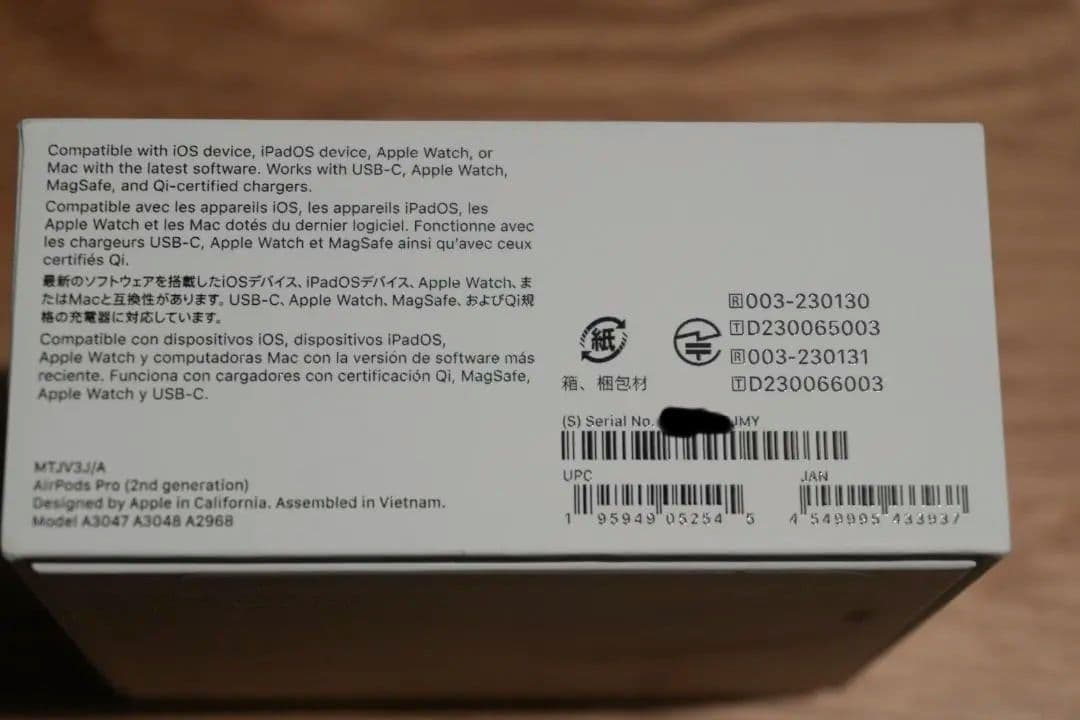 Compatible with iOS device, iPadOS device, Apple Watch, or
Mac with the latest software. Works with USB-C, Apple Watch,
MagSafe, and Qi-certified chargers.
Compatible avec les appareils iOS, les appareils iPadOS, les
Apple Watch et les Mac dotés du dernier logiciel. Fonctionne avec
les chargeurs USB-C, Apple Watch et MagSafe ainsi qu'avec ceux
certifiés Qi.
最新のソフトウェアを搭載したiOSデバイス、iPadOSデバイス、Apple Watch、ま
たはMacと互換性があります。USB-C、Apple Watch、MagSafe、およびQi規
格の充電器に対応しています。
Compatible con dispositivos iOS, dispositivos iPadOS,
Apple Watch y computadoras Mac con la versión de software más
reciente. Funciona con cargadores con certificación Qi, MagSafe,
Apple Watch y USB-C.
MTJV3J/A
AirPods Pro (2nd generation)
Designed by Apple in California. Assembled in Vietnam.
Model A3047 A3048 A2968
紙
箱、梱包材
R 003-230130
T D230065003
R 003-230131
T D230066003
(S) Serial No. JMY
UPC
1 95949 05254 5
JAN
4 549995 433937